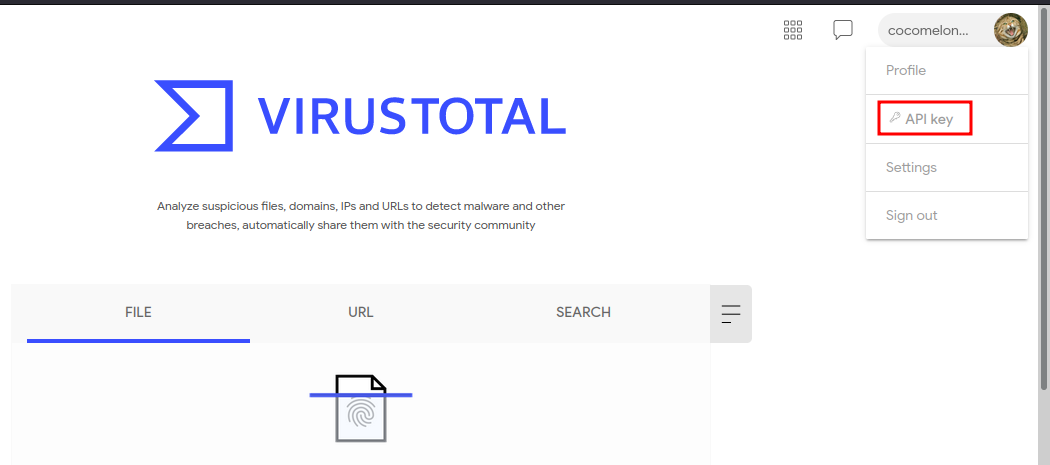 cocomelon...
Profile
API key
Settings
Sign out
VIRUSTOTAL
Analyze suspicious files, domains, IPs and URLs to detect malware and other
breaches, automatically share them with the security community
FILE URL SEARCH